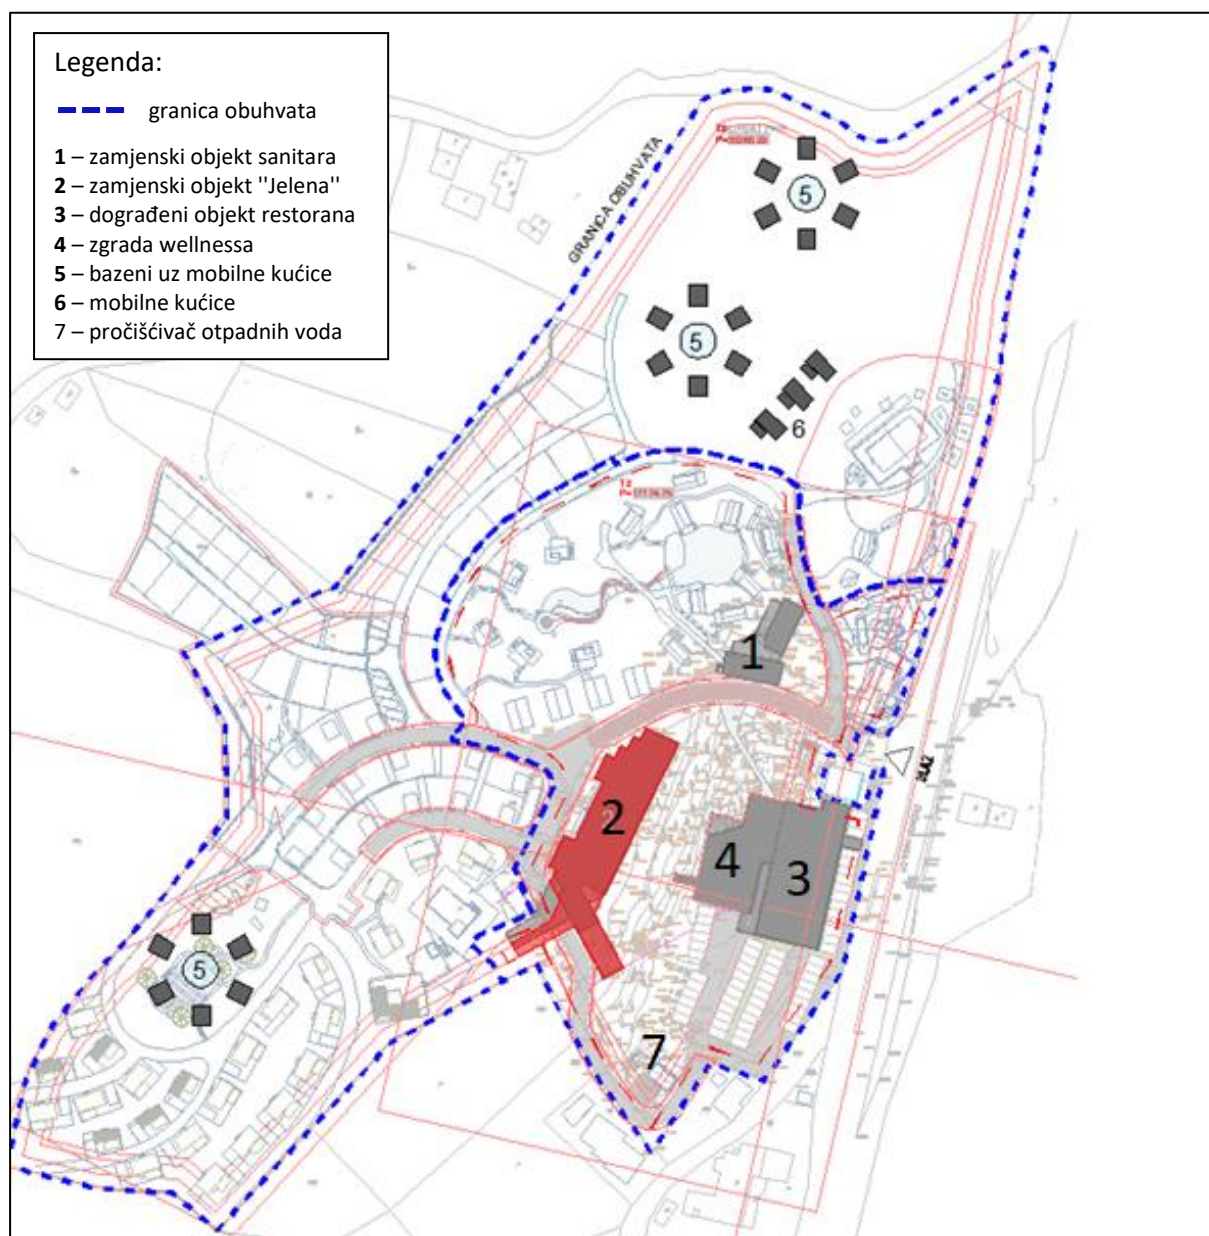 Legenda:
granica obuhvata
1 – zamjenski objekt sanitara
2 – zamjenski objekt "Jelena"
3 – dograđeni objekt restorana
4 – zgrada wellnessa
5 – bazeni uz mobilne kućice
6 – mobilne kućice
7 – pročišćivač otpadnih voda
GRANICA OBUHVATA
5
5
6
1
2
4
3
5
7